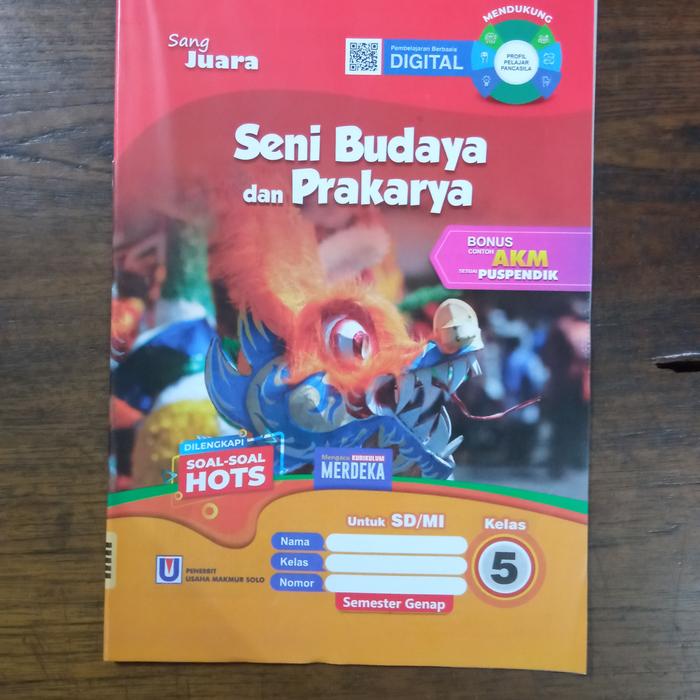 Sang
Juara
Pembelajaran Berbasis
DIGITAL
MENDUKUNG
PROFIL
PELAJAR
PANCASILA
Seni Budaya
dan Prakarya
BONUS
CONTOH AKM
SESUAI PUSPENDIK
DILENGKAPI
SOAL-SOAL
HOTS
Mengacu KURIKULUM
MERDEKA
Untuk SD/MI
Kelas
5
Nama
Kelas
Nomor
Semester Genap
PENERBIT
USAHA MAKMUR SOLO